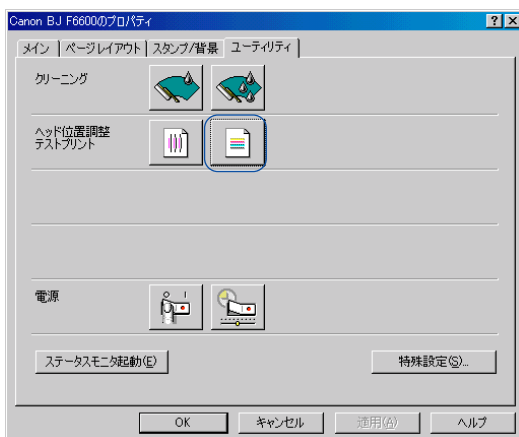 Canon BJ F6600のプロパティ
メイン ページレイアウト スタンプ/背景 ユーティリティ
クリーニング
ヘッド位置調整
テストプリント
電源
ステータスモニタ起動(E) 特殊設定(S)...
OK キャンセル 適用(A) ヘルプ